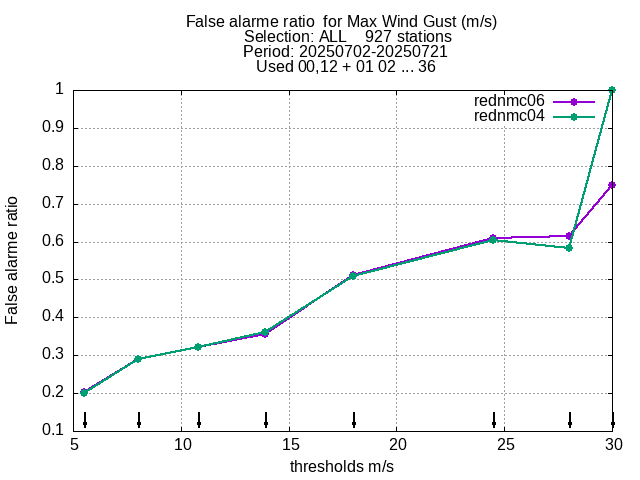 False alarme ratio  for Max Wind Gust (m/s)
Selection: ALL    927 stations
Period: 20250702-20250721
Used 00,12 + 01 02 ... 36
rednmc06
rednmc04
1
0.9
0.8
0.7
0.6
0.5
0.4
0.3
0.2
0.1
False alarme ratio
5 10 15 20 25 30
thresholds m/s